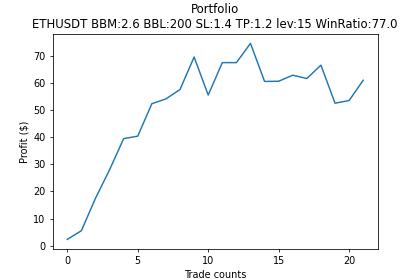 Portfolio
ETHUSDT BBM:2.6 BBL:200 SL:1.4 TP:1.2 lev:15 WinRatio:77.0
70
60
50
40
30
20
10
0
Profit ($)
0 5 10 15 20
Trade counts